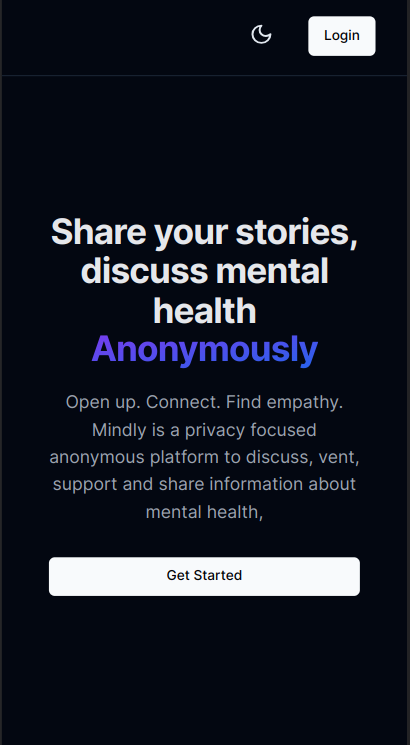 Login
Share your stories,
discuss mental
health
Anonymously
Open up. Connect. Find empathy.
Mindly is a privacy focused
anonymous platform to discuss, vent,
support and share information about
mental health,
Get Started